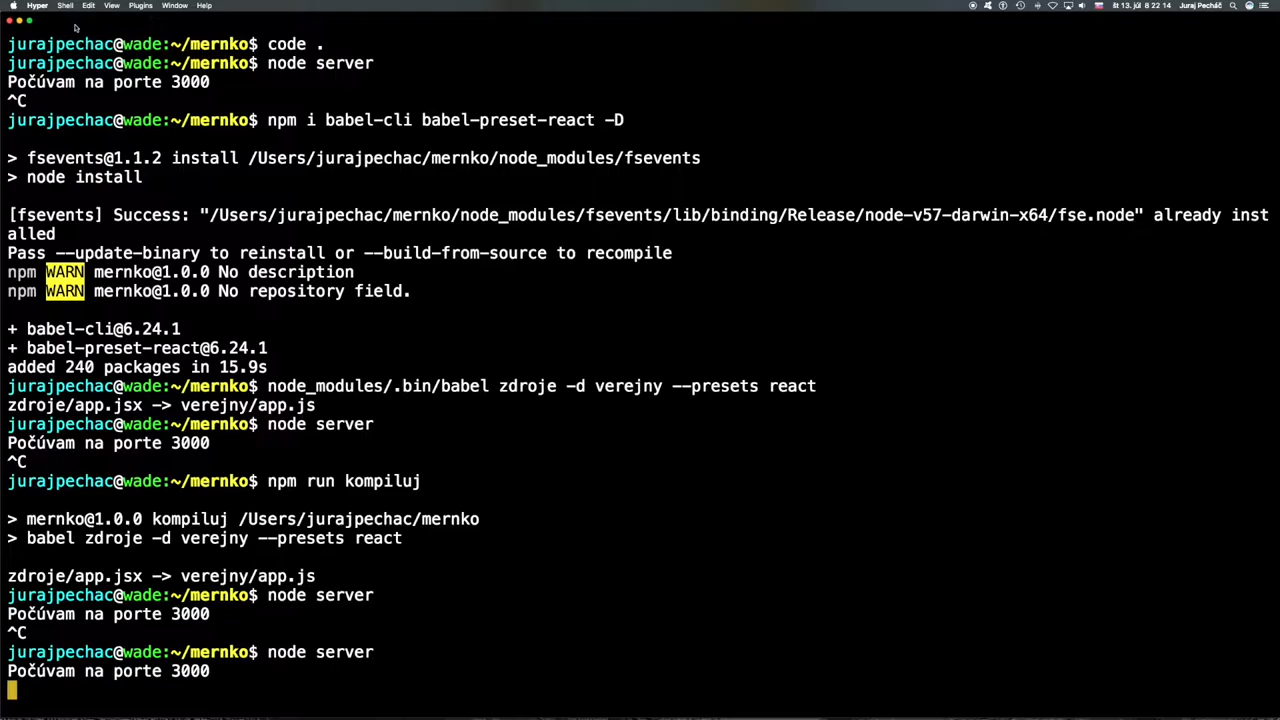 Hyper Shell Edit View Plugins Window Help št 13. júl 8 22 14 Juraj Pecháč
jurajpechac@wade:~/mernko$ code .
jurajpechac@wade:~/mernko$ node server
Počúvam na porte 3000
^C
jurajpechac@wade:~/mernko$ npm i babel-cli babel-preset-react -D
> fsevents@1.1.2 install /Users/jurajpechac/mernko/node_modules/fsevents
> node install
[fsevents] Success: "/Users/jurajpechac/mernko/node_modules/fsevents/lib/binding/Release/node-v57-darwin-x64/fse.node" already inst
alled
Pass --update-binary to reinstall or --build-from-source to recompile
npm WARN mernko@1.0.0 No description
npm WARN mernko@1.0.0 No repository field.
+ babel-cli@6.24.1
+ babel-preset-react@6.24.1
added 240 packages in 15.9s
jurajpechac@wade:~/mernko$ node_modules/.bin/babel zdroje -d verejny --presets react
zdroje/app.jsx -> verejny/app.js
jurajpechac@wade:~/mernko$ node server
Počúvam na porte 3000
^C
jurajpechac@wade:~/mernko$ npm run kompiluj
> mernko@1.0.0 kompiluj /Users/jurajpechac/mernko
> babel zdroje -d verejny --presets react
zdroje/app.jsx -> verejny/app.js
jurajpechac@wade:~/mernko$ node server
Počúvam na porte 3000
^C
jurajpechac@wade:~/mernko$ node server
Počúvam na porte 3000